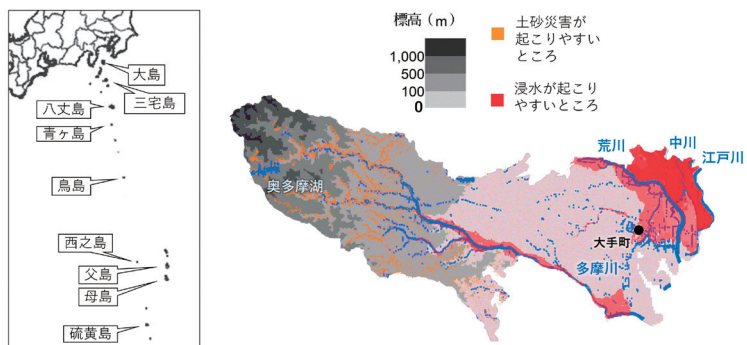 大島
三宅島
八丈島
青ヶ島
鳥島
西之島
父島
母島
硫黄島
標高(m)
1,000
500
100
0
土砂災害が
起こりやすい
ところ
浸水が起こり
やすいところ
奥多摩湖
荒川
中川
江戸川
大手町
多摩川